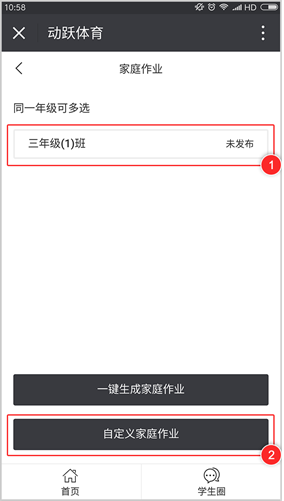 10:58 HD
动跃体育
家庭作业
同一年级可多选
三年级(1)班 未发布
1
一键生成家庭作业
自定义家庭作业
2
首页 学生圈